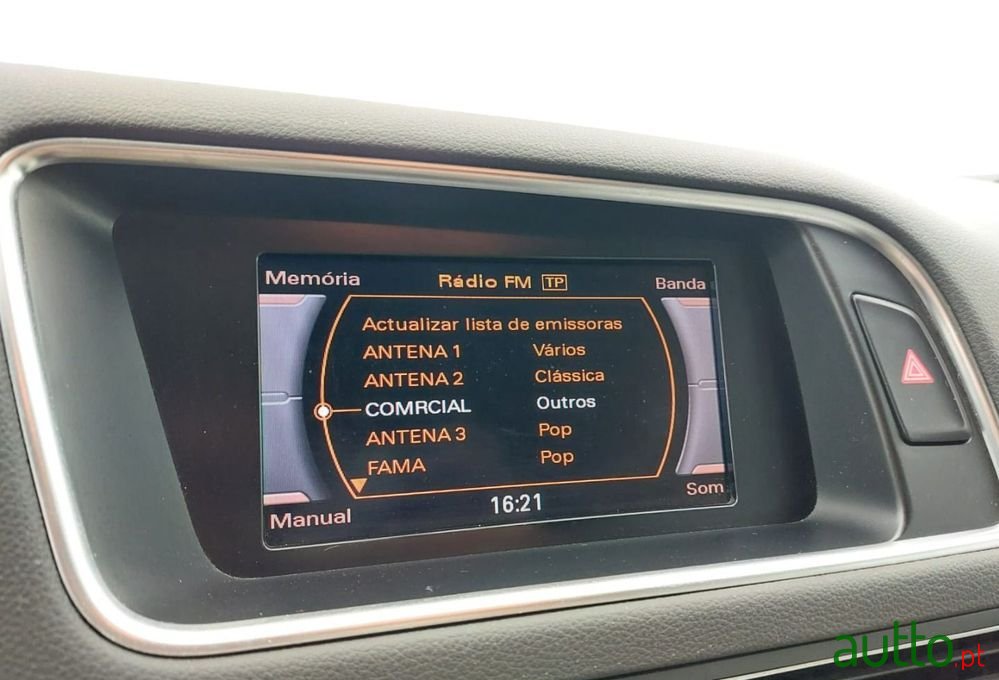 Memória Rádio FM TP Banda
Actualizar lista de emissoras
ANTENA 1 Vários
ANTENA 2 Clássica
COMRCIAL Outros
ANTENA 3 Pop
FAMA Pop
Manual 16:21 Som
autto.pt